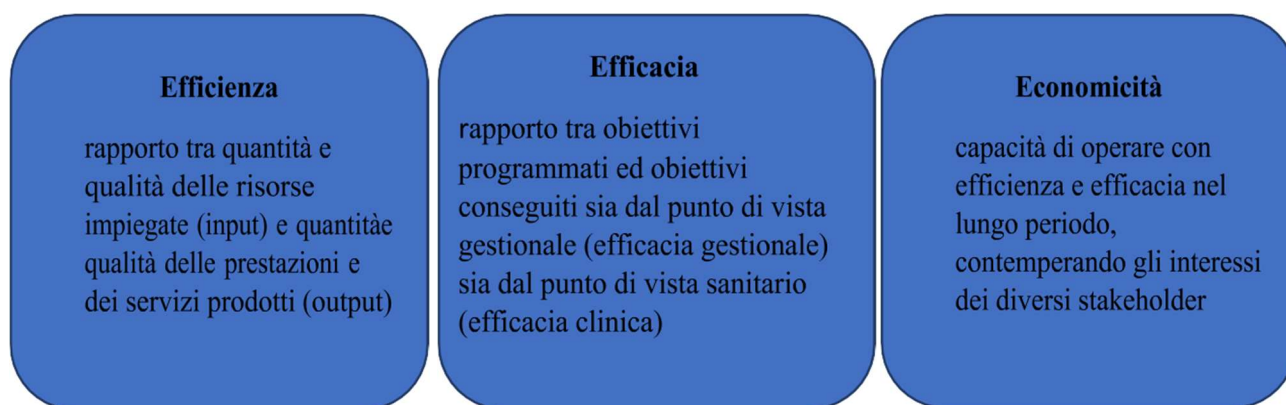 Efficienza
rapporto tra quantità e
qualità delle risorse
impiegate (input) e quantitàe
qualità delle prestazioni e
dei servizi prodotti (output)
Efficacia
rapporto tra obiettivi
programmati ed obiettivi
conseguiti sia dal punto di vista
gestionale (efficacia gestionale)
sia dal punto di vista sanitario
(efficacia clinica)
Economicità
capacità di operare con
efficienza e efficacia nel
lungo periodo,
contemperando gli interessi
dei diversi stakeholder